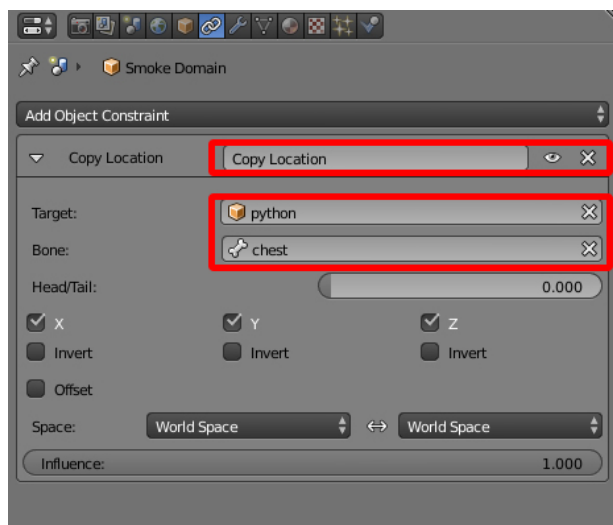 Smoke Domain
Add Object Constraint
Copy Location Copy Location
Target: python
Bone: chest
Head/Tail: 0.000
X Y Z
Invert Invert Invert
Offset
Space: World Space World Space
Influence: 1.000